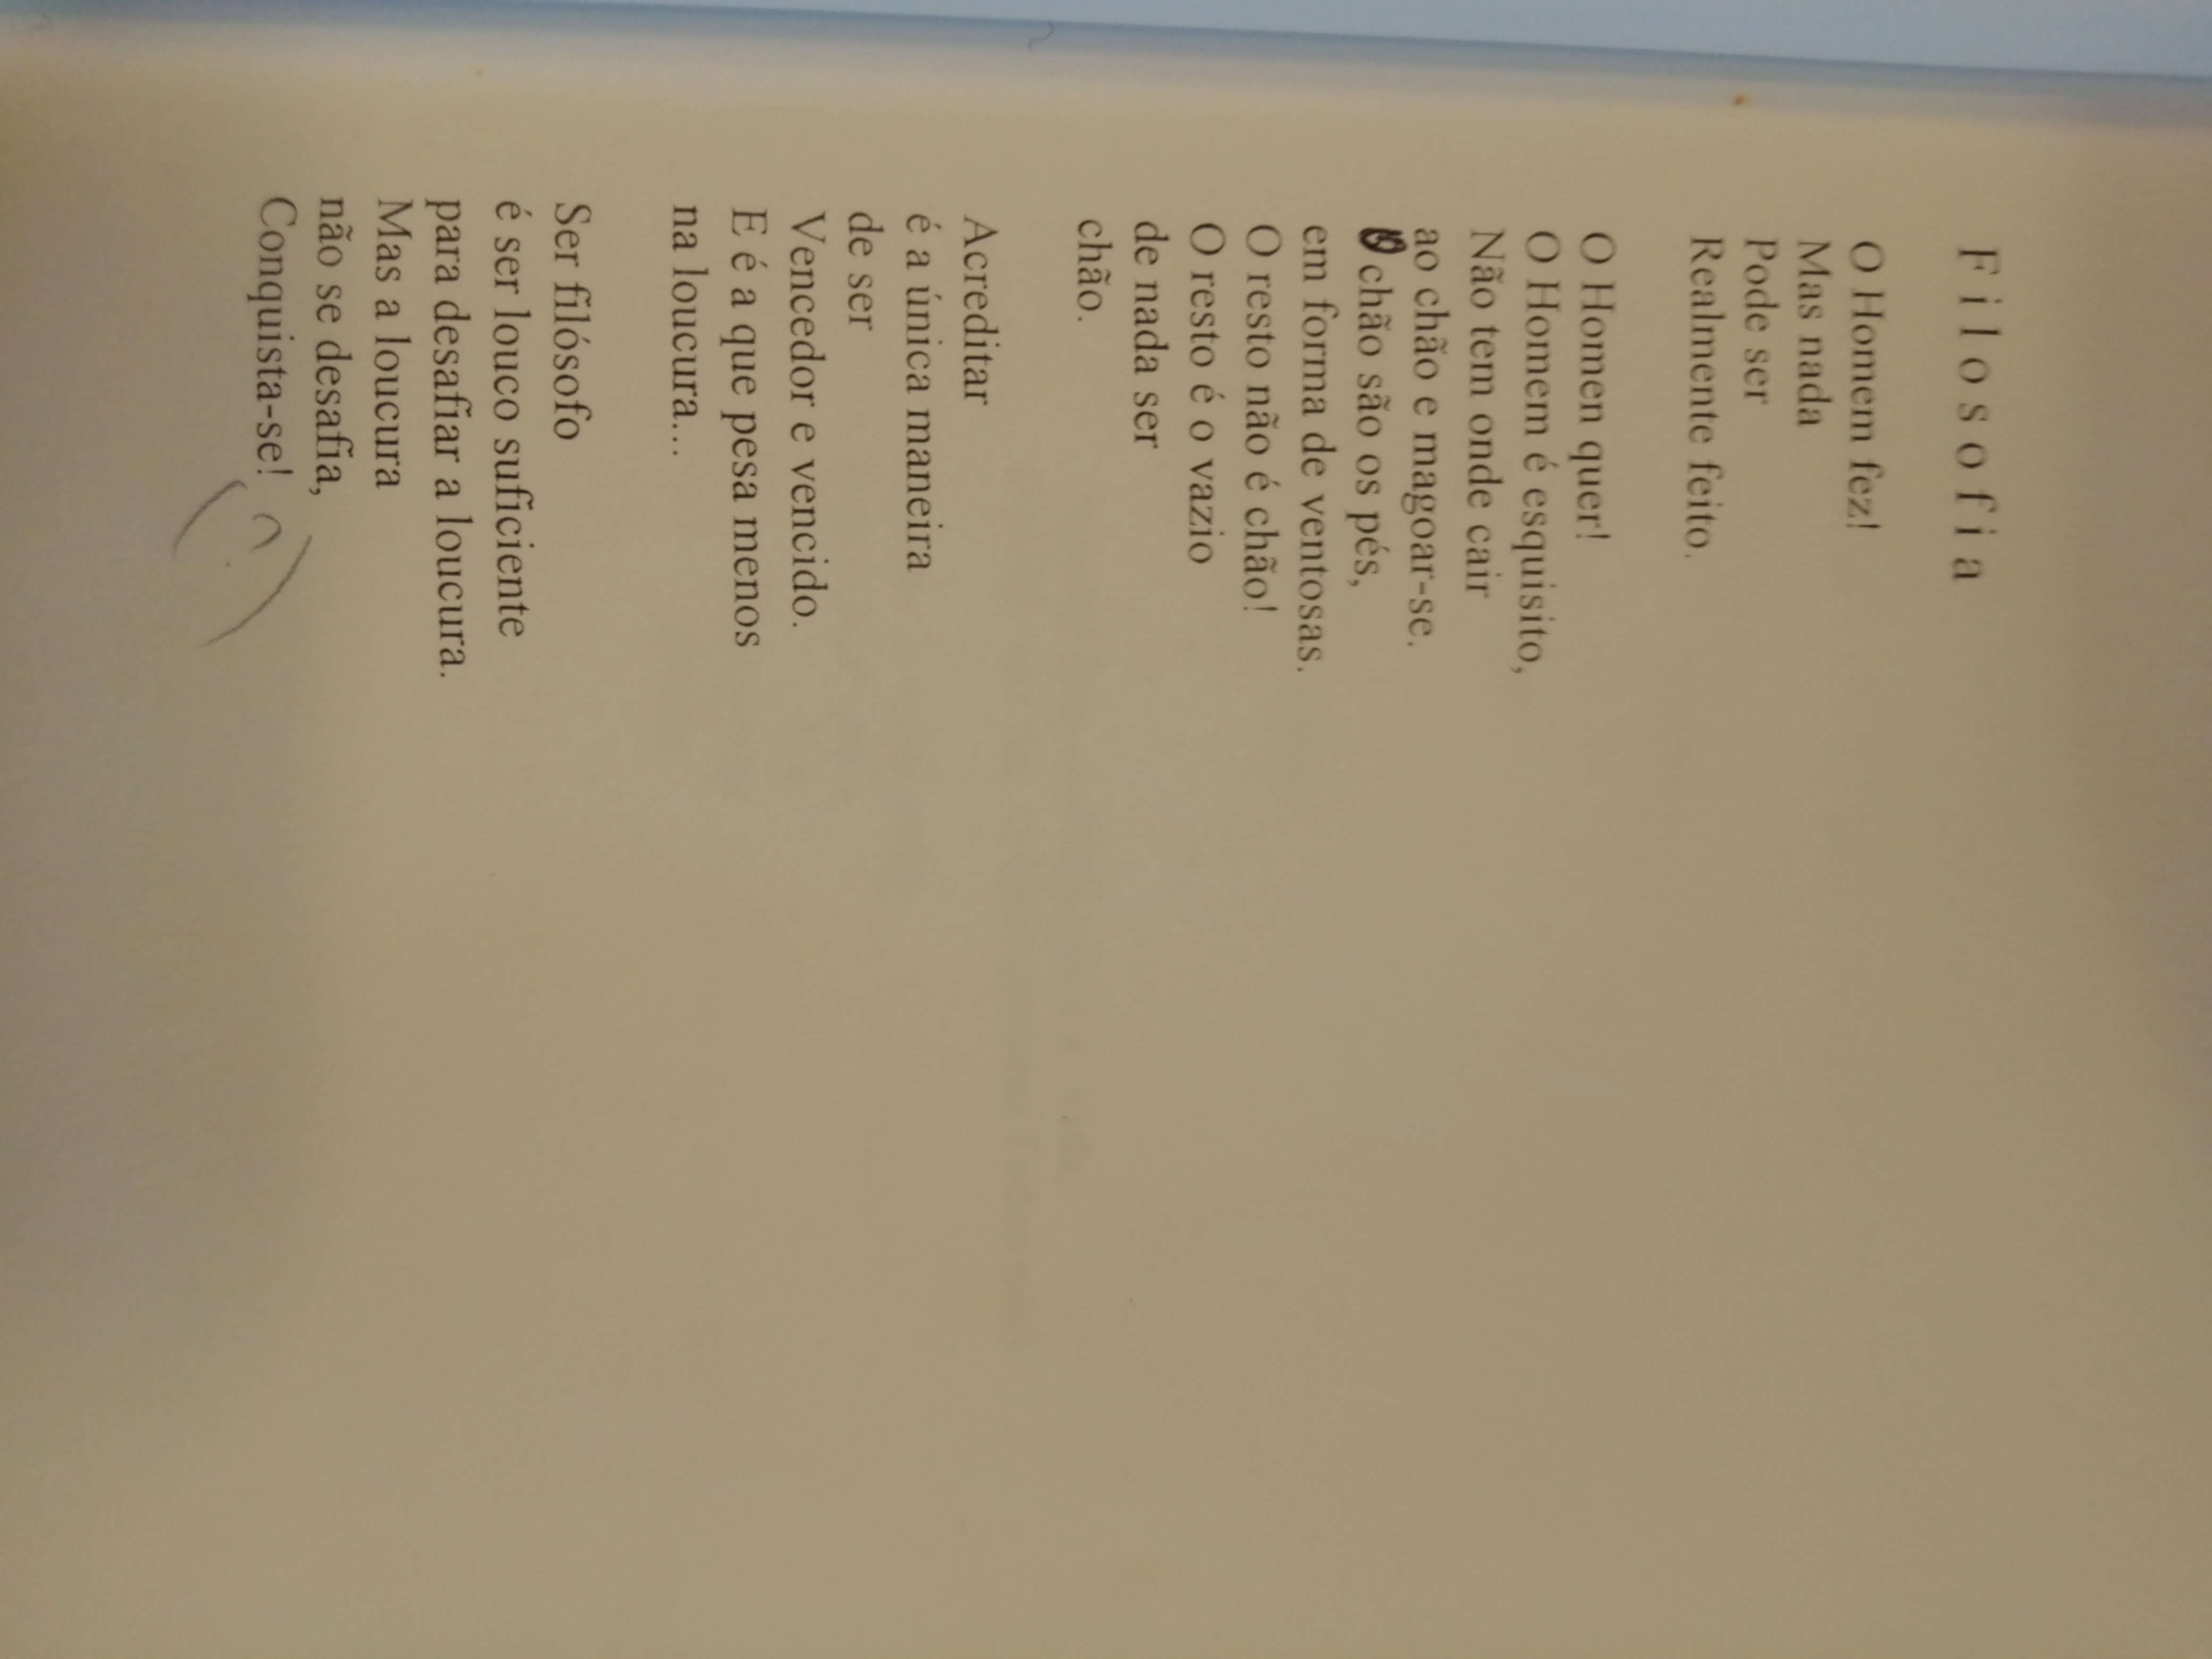 Filosofia
O Homem fez!
Mas nada
Pode ser
Realmente feito.
O Homen quer!
O Homem é esquisito,
Não tem onde cair
ao chão e magoar-se.
O chão são os pés,
em forma de ventosas.
O resto não é chão!
O resto é o vazio
de nada ser
chão.
Acreditar
é a única maneira
de ser
Vencedor e vencido.
E é a que pesa menos
na loucura...
Ser filósofo
é ser louco suficiente
para desafiar a loucura.
Mas a loucura
não se desafia,
Conquista-se! (?)